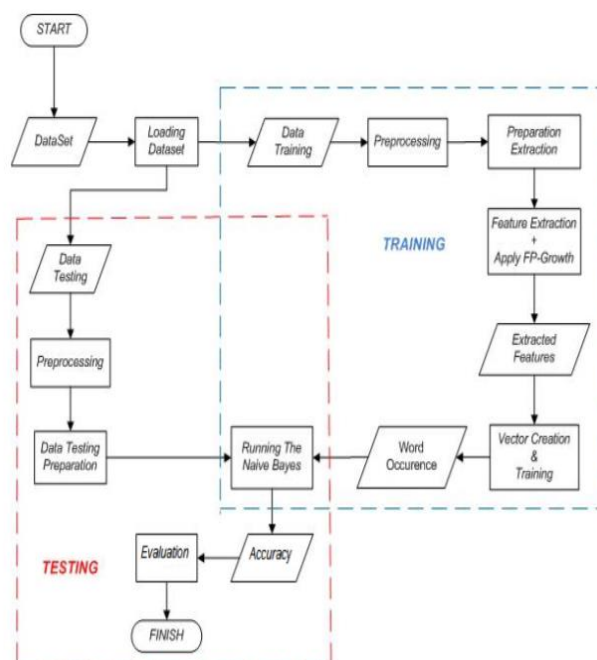 START
DataSet
Loading
Dataset
Data
Training
Preprocessing
Preparation
Extraction
TRAINING
Feature Extraction
+
Apply FP-Growth
Extracted
Features
Vector Creation
&
Training
Word
Occurence
Data
Testing
Preprocessing
Data Testing
Preparation
Running The
Naive Bayes
Accuracy
Evaluation
TESTING
FINISH